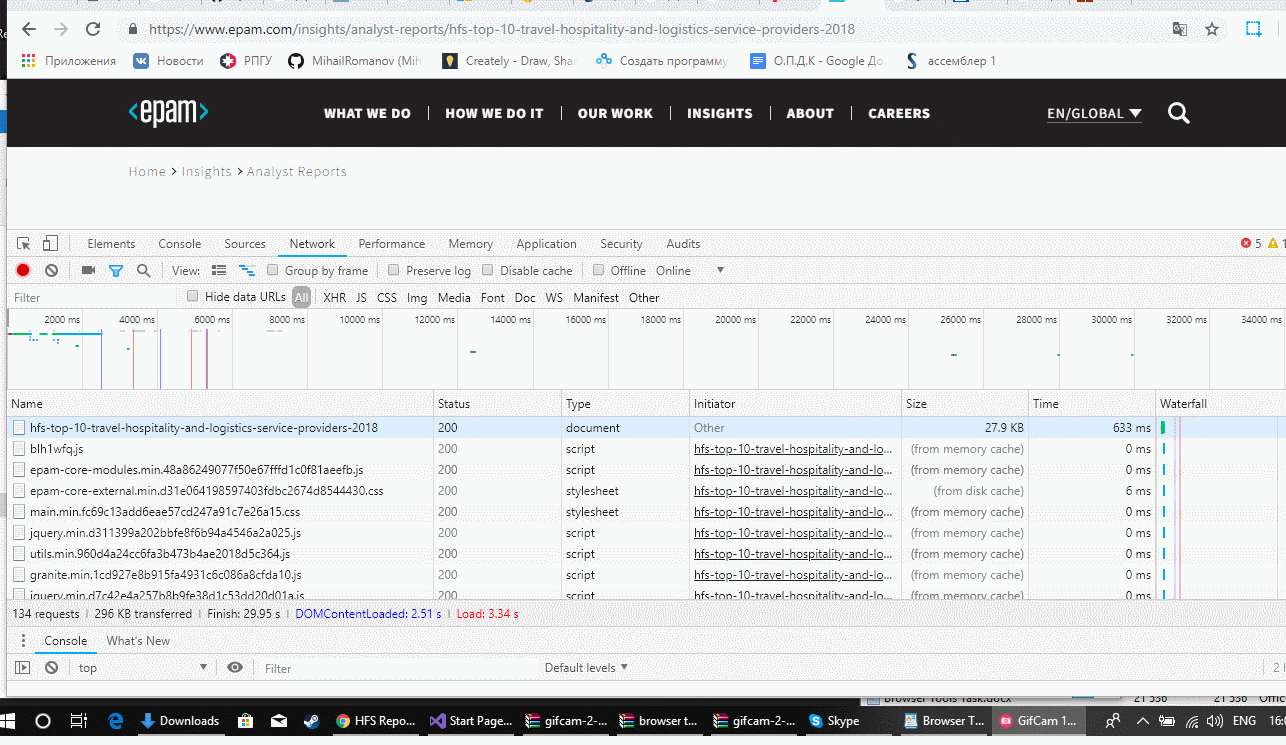 https://www.epam.com/insights/analyst-reports/hfs-top-10-travel-hospitality-and-logistics-service-providers-2018
Приложения Новости РПГУ MihailRomanov (Mih Creately - Draw, Shar Создать программу О.П.Д.К - Google До ассемблер 1
<epam> WHAT WE DO HOW WE DO IT OUR WORK INSIGHTS ABOUT CAREERS EN/GLOBAL
Home > Insights > Analyst Reports
Elements Console Sources Network Performance Memory Application Security Audits 5 1
View: Group by frame Preserve log Disable cache Offline Online
Filter Hide data URLs All XHR JS CSS Img Media Font Doc WS Manifest Other
2000 ms 4000 ms 6000 ms 8000 ms 10000 ms 12000 ms 14000 ms 16000 ms 18000 ms 20000 ms 22000 ms 24000 ms 26000 ms 28000 ms 30000 ms 32000 ms 34000 ms
Name Status Type Initiator Size Time Waterfall
hfs-top-10-travel-hospitality-and-logistics-service-providers-2018 200 document Other 27.9 KB 633 ms
blh1wfq.js 200 script hfs-top-10-travel-hospitality-and-lo... (from memory cache) 0 ms
epam-core-modules.min.48a86249077f50e67fffd1c0f81aeefb.js 200 script hfs-top-10-travel-hospitality-and-lo... (from memory cache) 0 ms
epam-core-external.min.d31e064198597403fdbc2674d8544430.css 200 stylesheet hfs-top-10-travel-hospitality-and-lo... (from disk cache) 6 ms
main.min.fc69c13add6eae57cd247a91c7e26a15.css 200 stylesheet hfs-top-10-travel-hospitality-and-lo... (from memory cache) 0 ms
jquery.min.d311399a202bbfe8f6b94a4546a2a025.js 200 script hfs-top-10-travel-hospitality-and-lo... (from memory cache) 0 ms
utils.min.960d4a24cc6fa3b473b4ae2018d5c364.js 200 script hfs-top-10-travel-hospitality-and-lo... (from memory cache) 0 ms
granite.min.1cd927e8b915fa4931c6c086a8cfda10.js 200 script hfs-top-10-travel-hospitality-and-lo... (from memory cache) 0 ms
jquery.min.d7c42e4a257b8b9fe38d1c53dd20d01a.js 200 script hfs-top-10-travel-hospitality-and-lo... (from memory cache) 0 ms
134 requests | 296 KB transferred | Finish: 29.95 s | DOMContentLoaded: 2.51 s | Load: 3.34 s
Console What's New
top Filter Default levels 2
Browser Tools Task.docx 21 536 21 536
Downloads HFS Repo... Start Page... gifcam-2-... browser t... gifcam-2-... Skype Browser T... GifCam 1... ENG